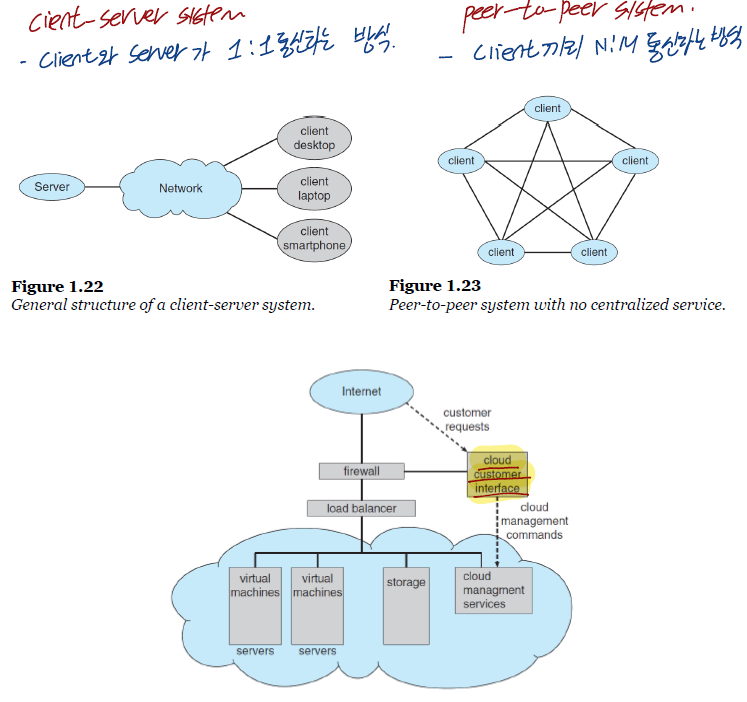 cient-server sistem
- Client와 server가 1:1통신하는 방식.
peer-to-peer sistem.
- Client끼리 N:M 통신하는 방식
Server
Network
client
desktop
client
laptop
client
smartphone
Figure 1.22
General structure of a client-server system.
client
client
client
client
client
Figure 1.23
Peer-to-peer system with no centralized service.
Internet
customer
requests
firewall
cloud
customer
interface
load balancer
cloud
management
commands
virtual
machines
virtual
machines
storage
cloud
managment
services
servers
servers